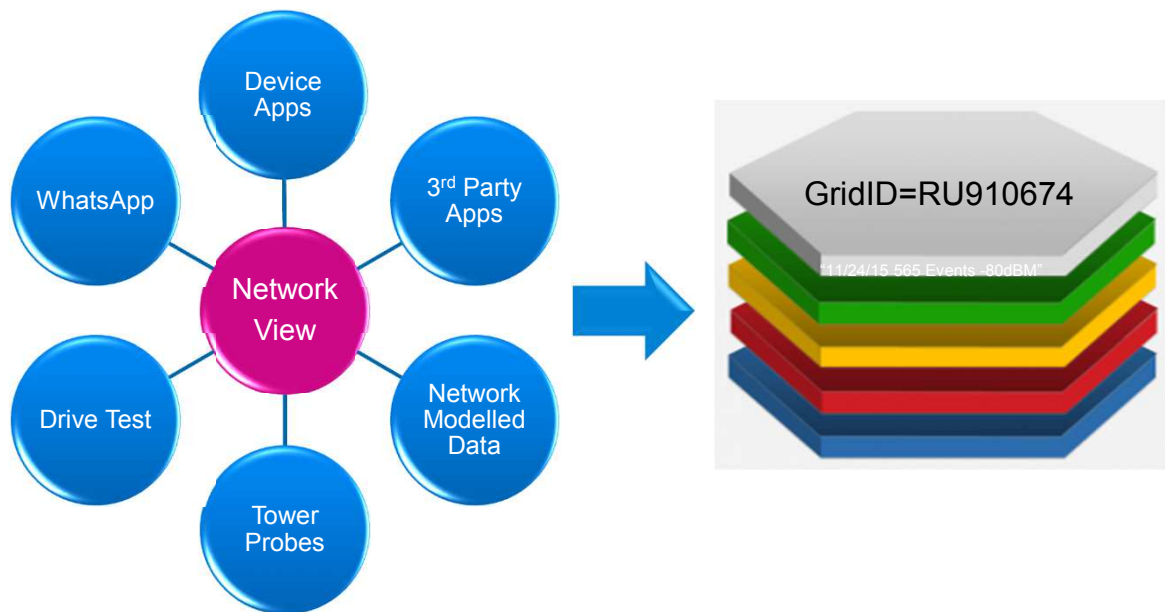 Device
Apps
WhatsApp
3rd Party
Apps
Network
View
Drive Test
Network
Modelled
Data
Tower
Probes
GridID=RU910674
“11/24/15 565 Events -80dBM”